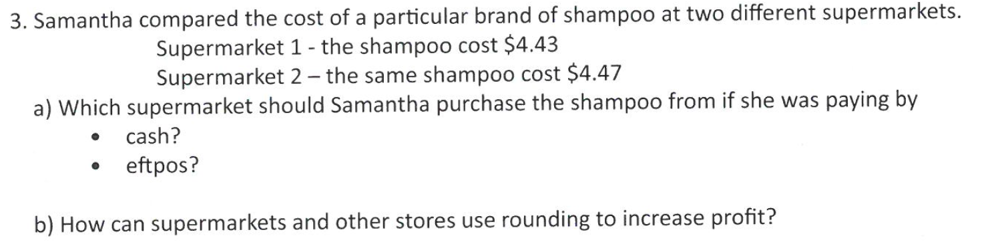 3. Samantha compared the cost of a particular brand of shampoo at two different supermarkets.
Supermarket 1 - the shampoo cost $4.43
Supermarket 2 – the same shampoo cost $4.47
a) Which supermarket should Samantha purchase the shampoo from if she was paying by
• cash?
• eftpos?
b) How can supermarkets and other stores use rounding to increase profit?